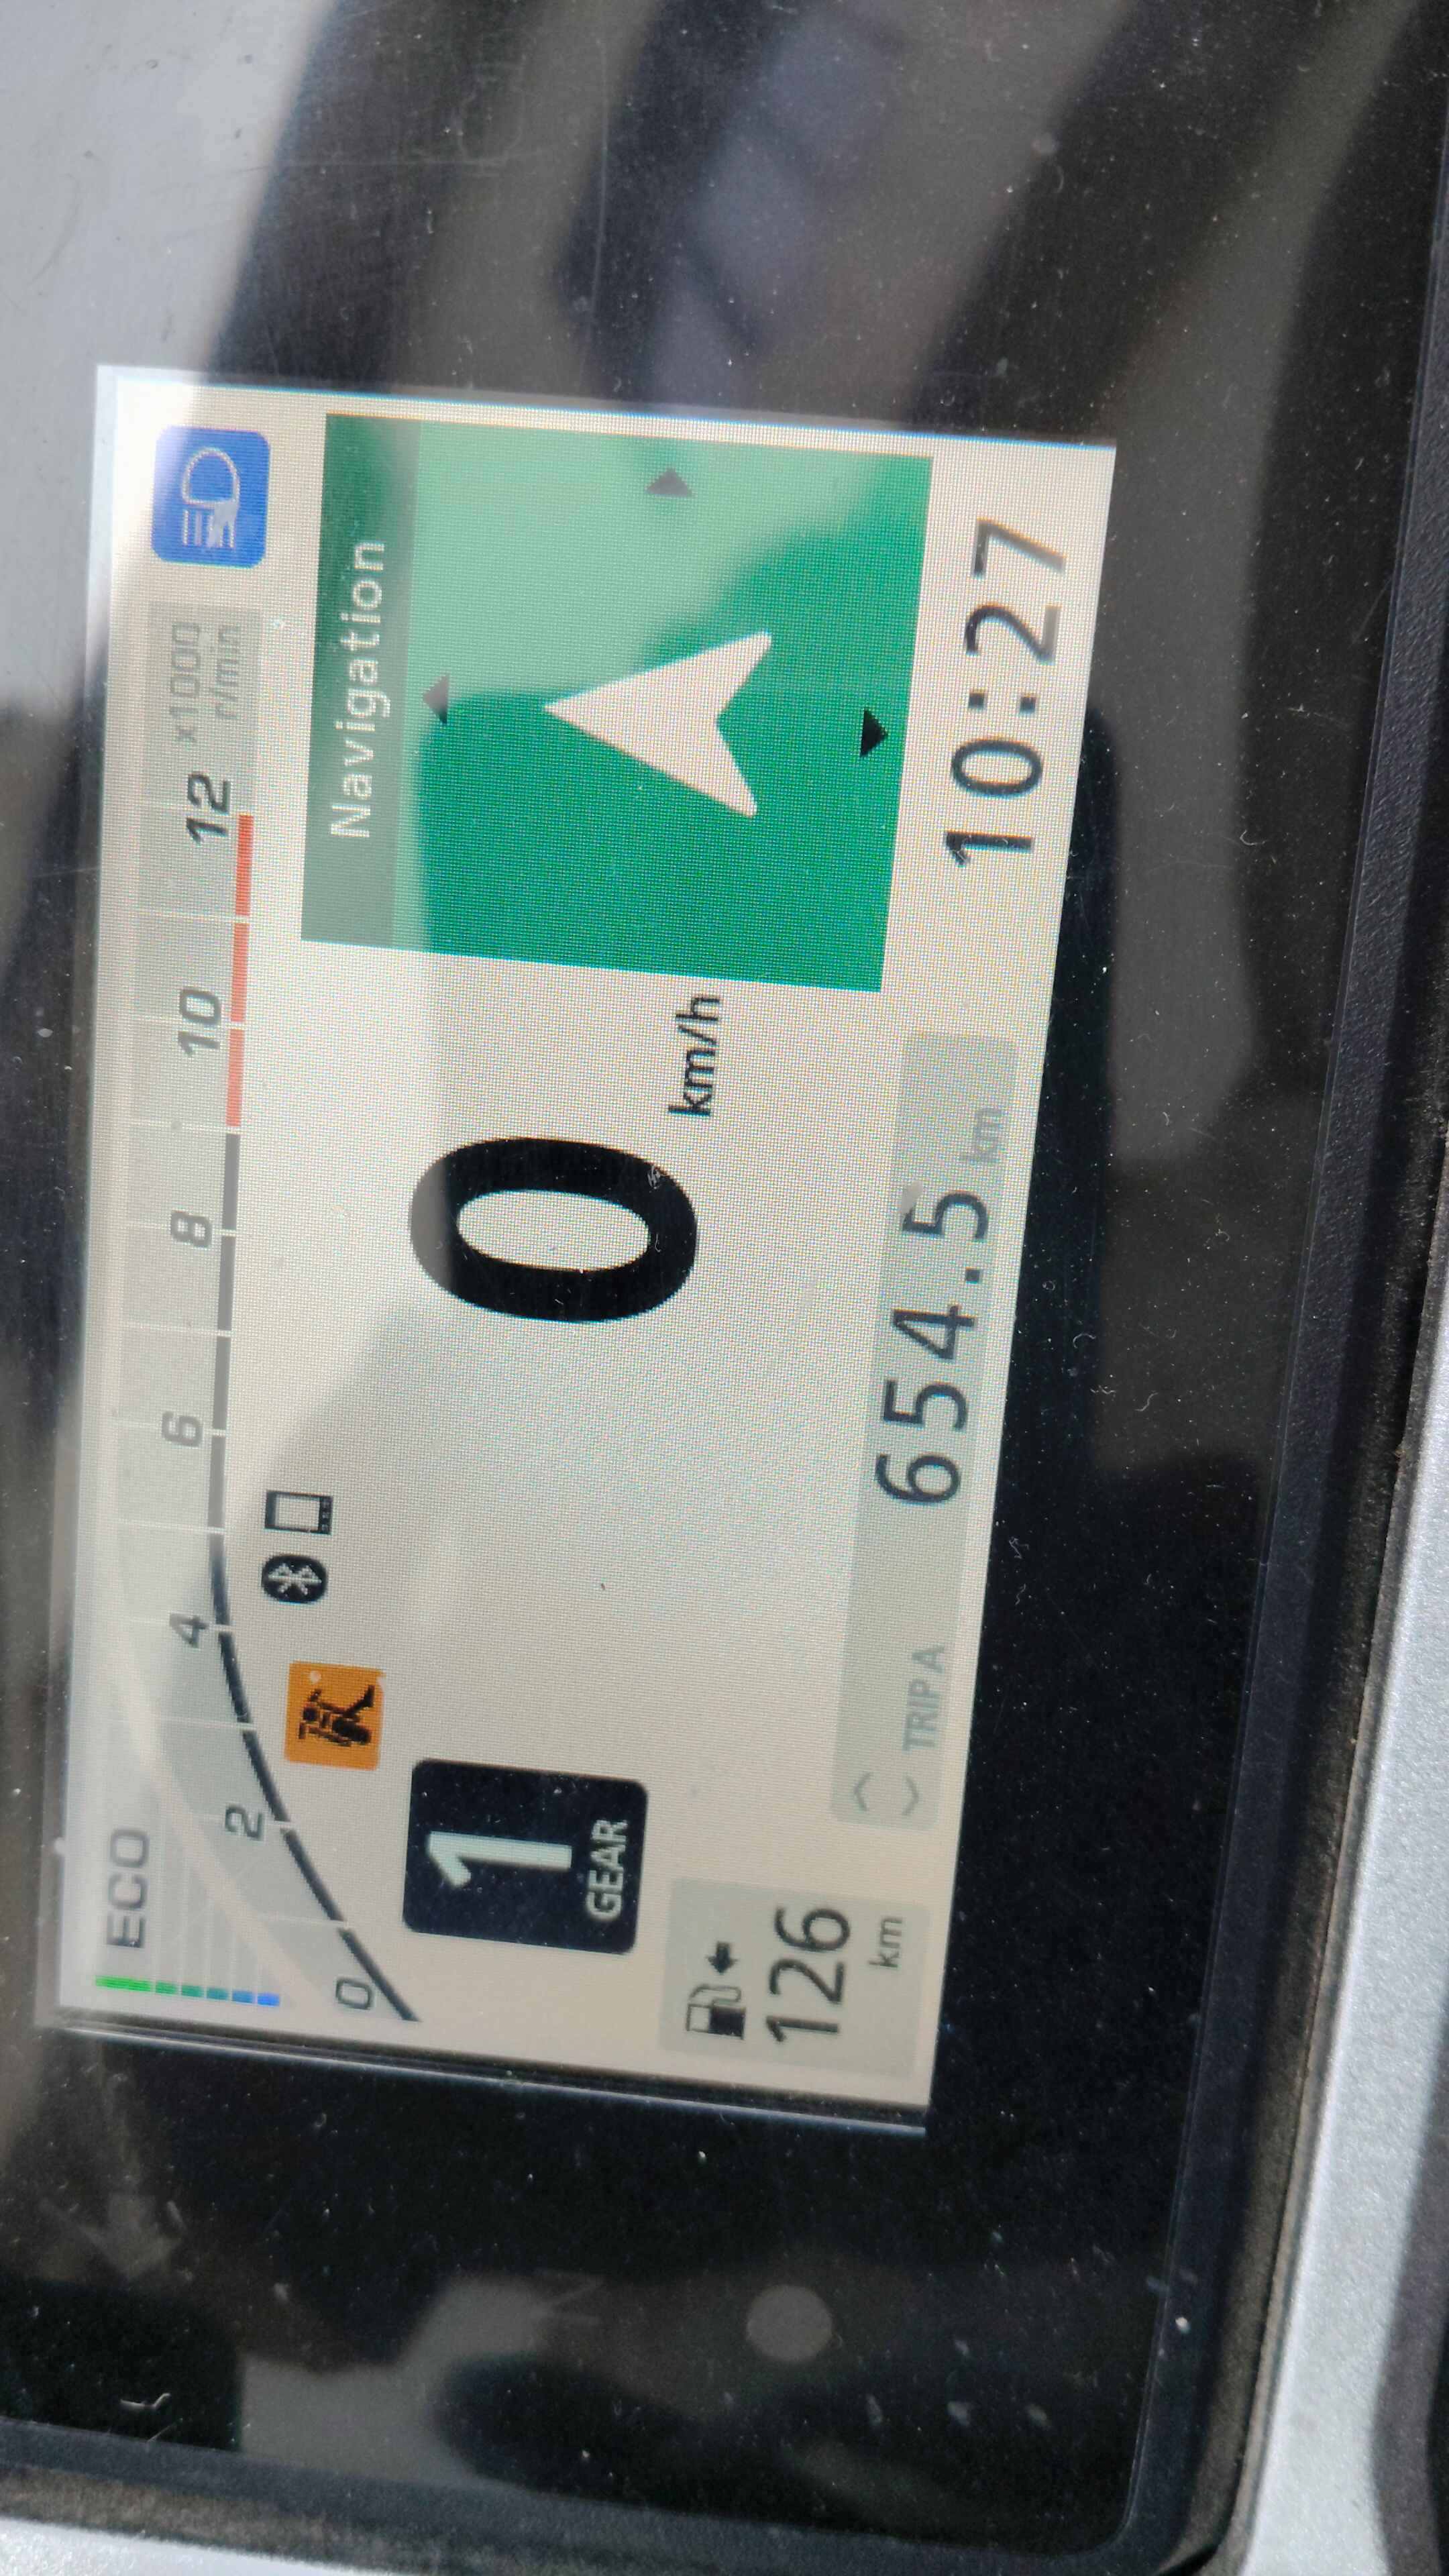 ECO
0 2 4 6 8 10 12
x1000
r/min
Navigation
1
GEAR
0 km/h
126
km
TRIP A 654.5 km
10:27